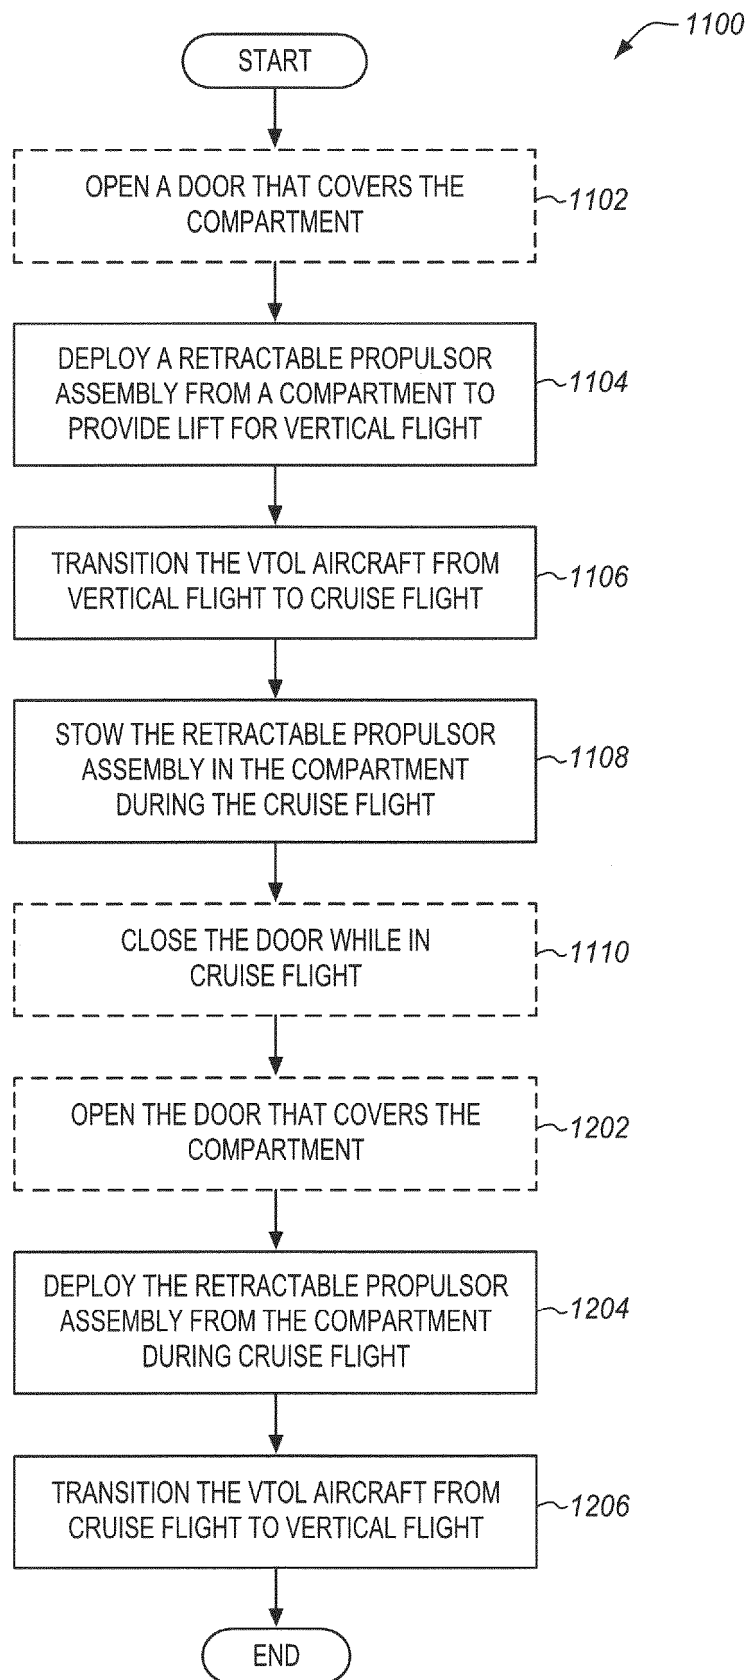 1100
START
OPEN A DOOR THAT COVERS THE
COMPARTMENT
1102
DEPLOY A RETRACTABLE PROPULSOR
ASSEMBLY FROM A COMPARTMENT TO
PROVIDE LIFT FOR VERTICAL FLIGHT
1104
TRANSITION THE VTOL AIRCRAFT FROM
VERTICAL FLIGHT TO CRUISE FLIGHT
1106
STOW THE RETRACTABLE PROPULSOR
ASSEMBLY IN THE COMPARTMENT
DURING THE CRUISE FLIGHT
1108
CLOSE THE DOOR WHILE IN
CRUISE FLIGHT
1110
OPEN THE DOOR THAT COVERS THE
COMPARTMENT
1202
DEPLOY THE RETRACTABLE PROPULSOR
ASSEMBLY FROM THE COMPARTMENT
DURING CRUISE FLIGHT
1204
TRANSITION THE VTOL AIRCRAFT FROM
CRUISE FLIGHT TO VERTICAL FLIGHT
1206
END